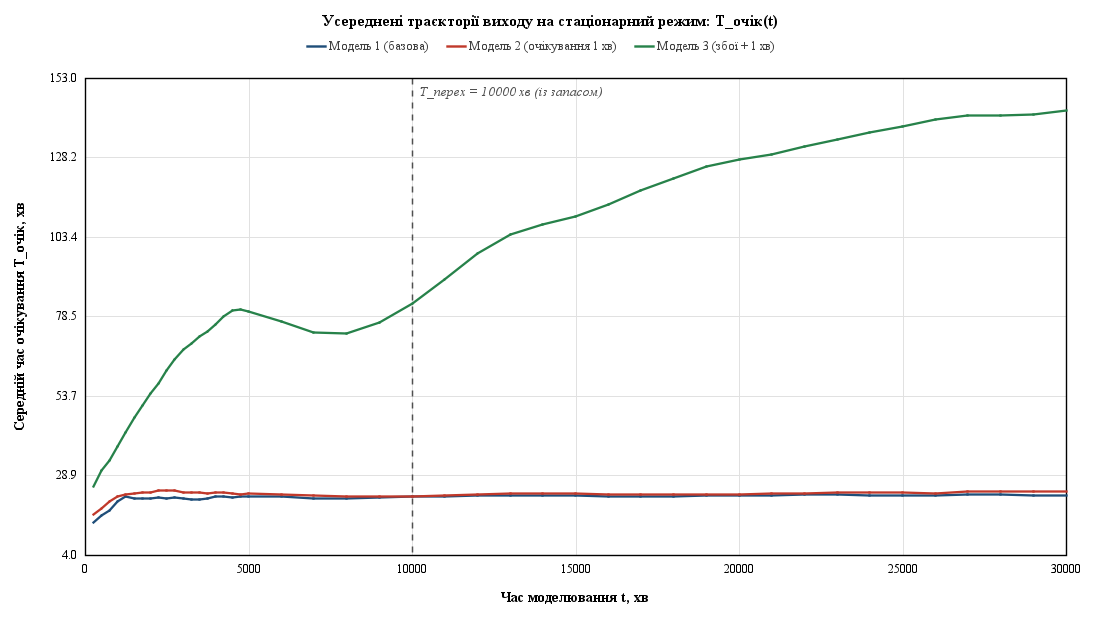 Усереднені траєкторії виходу на стаціонарний режим: T_очік(t)
Модель 1 (базова) Модель 2 (очікування 1 хв) Модель 3 (збої + 1 хв)
T_перех = 10000 хв (із запасом)
153.0
128.2
103.4
78.5
53.7
28.9
4.0
Середній час очікування T_очік, хв
0 5000 10000 15000 20000 25000 30000
Час моделювання t, хв